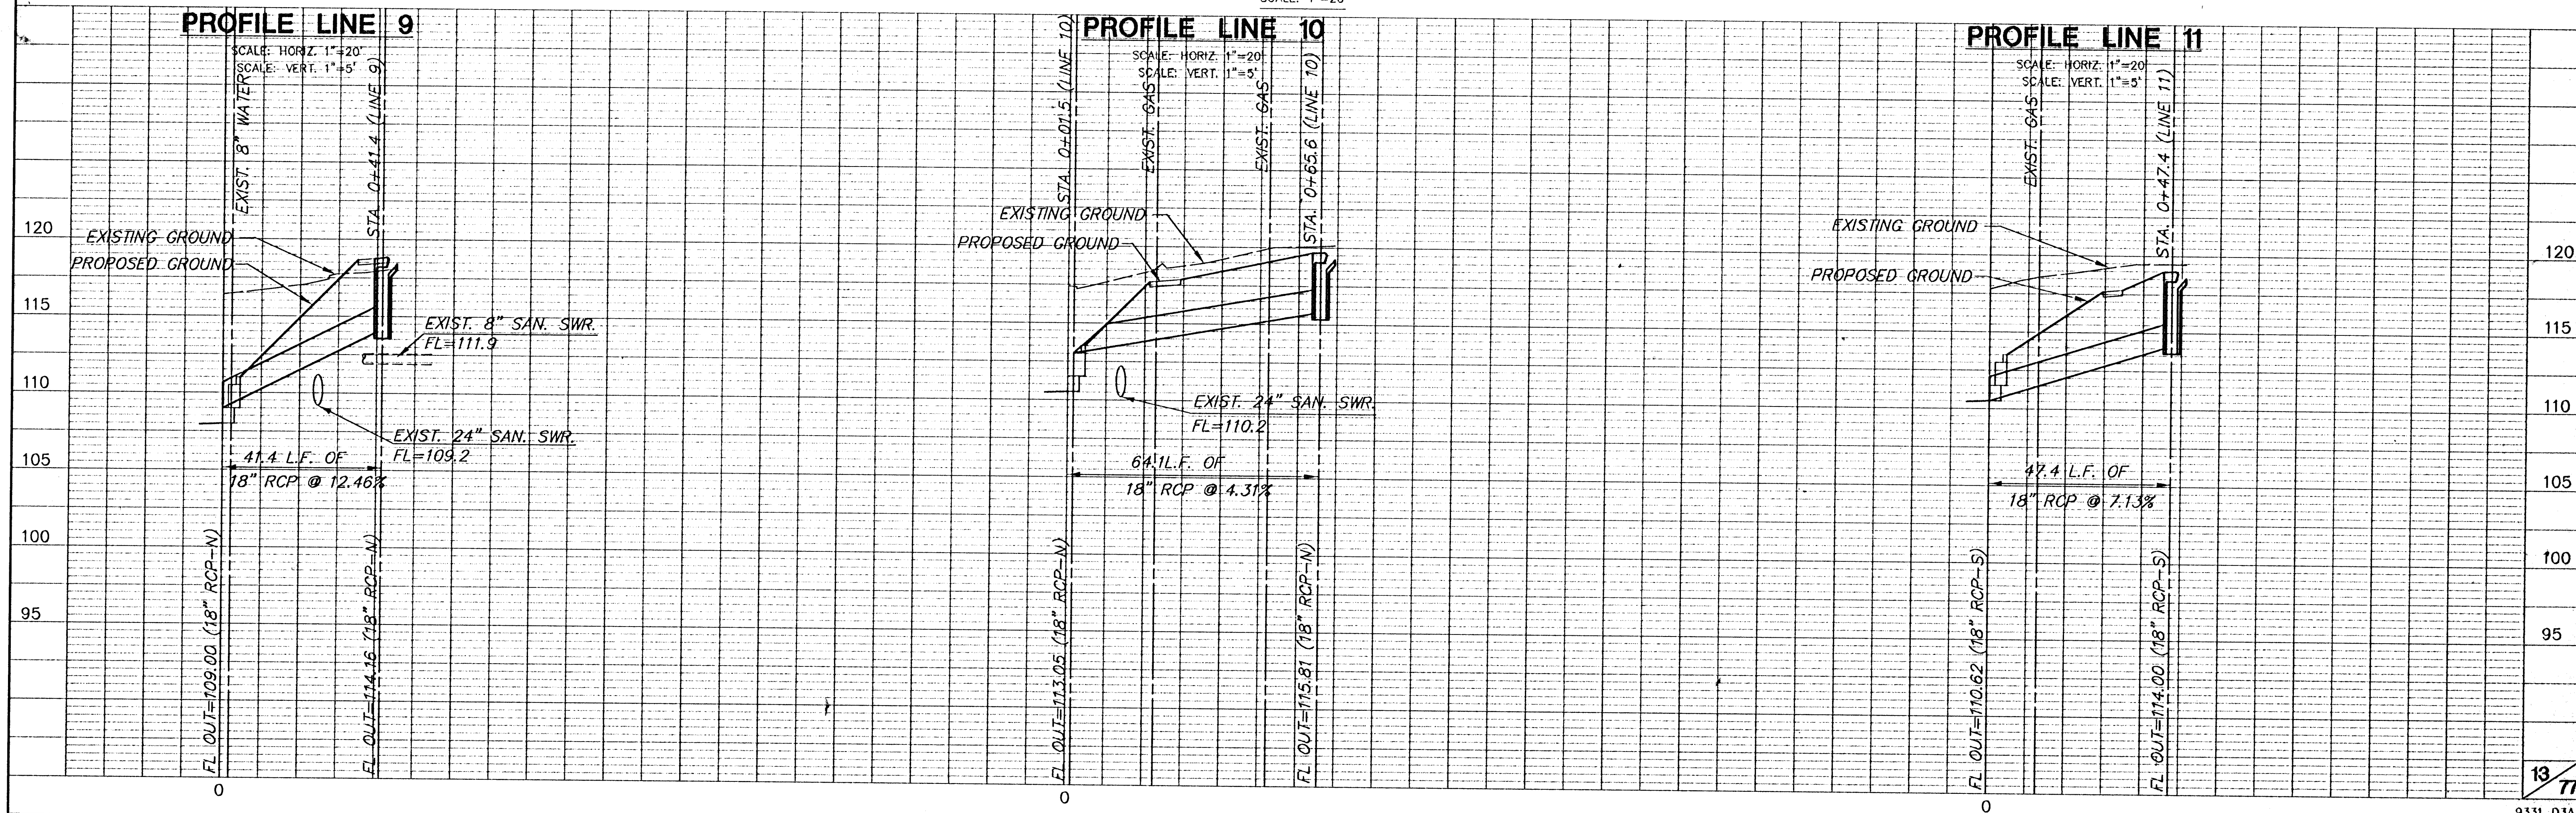 SCALE: 1"=20'
PROFILE LINE 9
SCALE: HORIZ. 1"=20'
SCALE: VERT. 1"=5'
EXIST. 8" WATER
STA. 0+41.4 (LINE 9)
EXISTING GROUND
PROPOSED GROUND
EXIST. 8" SAN. SWR.
FL=111.9
EXIST. 24" SAN. SWR.
FL=109.2
41.4 L.F. OF
18" RCP @ 12.46%
FL OUT=109.00 (18" RCP-N)
FL OUT=114.16 (18" RCP-N)
0
120
115
110
105
100
95
PROFILE LINE 10
SCALE: HORIZ. 1"=20'
SCALE: VERT. 1"=5'
STA. 0+01.5 (LINE 10)
EXIST. GAS
EXIST. GAS
STA. 0+65.6 (LINE 10)
EXISTING GROUND
PROPOSED GROUND
EXIST. 24" SAN. SWR.
FL=110.2
64.1 L.F. OF
18" RCP @ 4.31%
FL OUT=113.05 (18" RCP-N)
FL OUT=115.81 (18" RCP-N)
0
PROFILE LINE 11
SCALE: HORIZ. 1"=20'
SCALE: VERT. 1"=5'
EXIST. GAS
STA. 0+47.4 (LINE 11)
EXISTING GROUND
PROPOSED GROUND
47.4 L.F. OF
18" RCP @ 7.13%
FL OUT=110.62 (18" RCP-S)
FL OUT=114.00 (18" RCP-S)
0
120
115
110
105
100
95
13/77